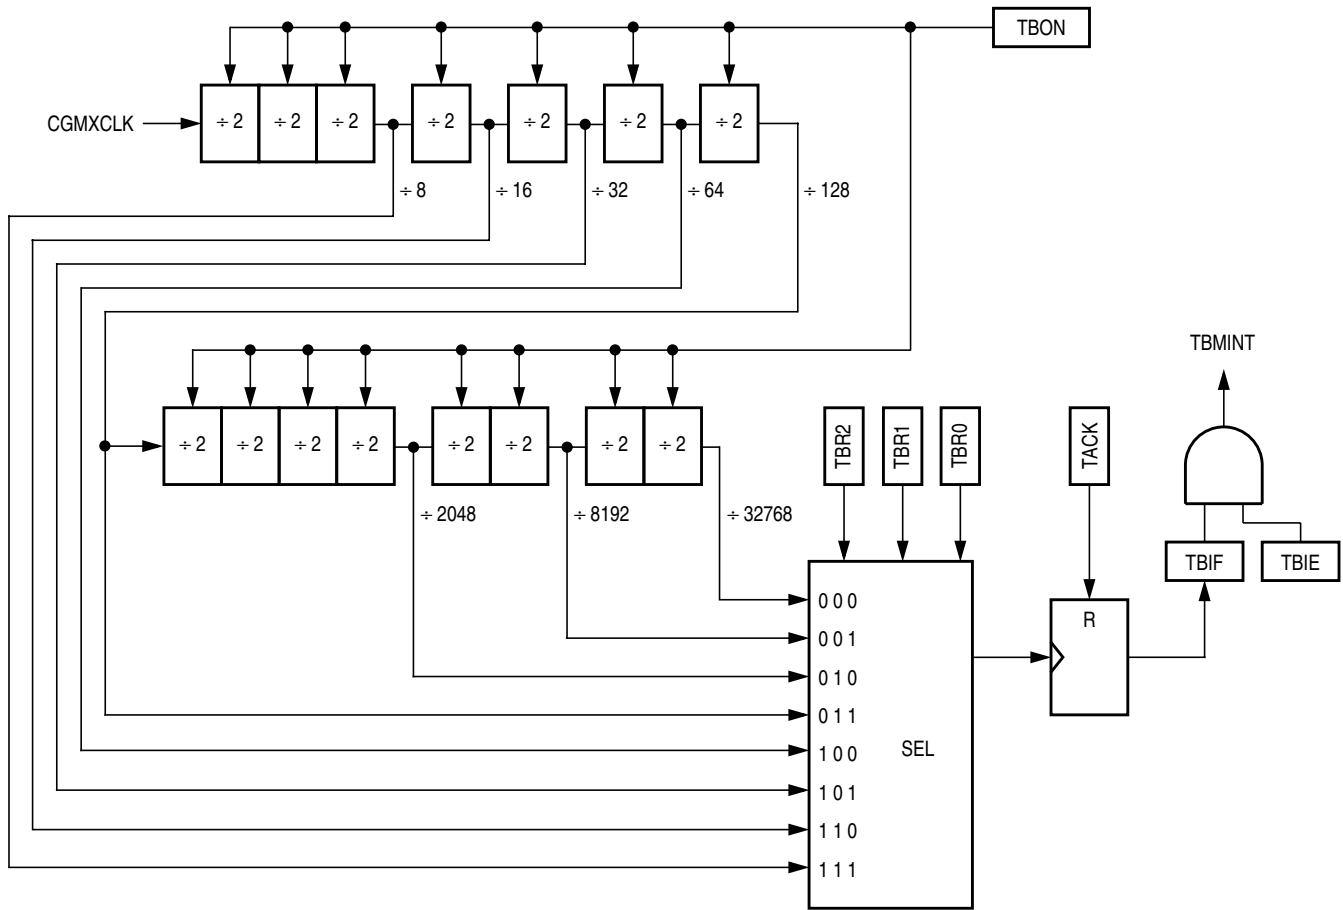 TBON
CGMXCLK
÷ 2 ÷ 2 ÷ 2 ÷ 2 ÷ 2 ÷ 2 ÷ 2
÷ 8 ÷ 16 ÷ 32 ÷ 64 ÷ 128
TBMINT
÷ 2 ÷ 2 ÷ 2 ÷ 2 ÷ 2 ÷ 2 ÷ 2 ÷ 2
TBR2
TBR1
TBR0
TACK
÷ 2048 ÷ 8192 ÷ 32768
TBIF
TBIE
0 0 0
R
0 0 1
0 1 0
0 1 1
SEL
1 0 0
1 0 1
1 1 0
1 1 1